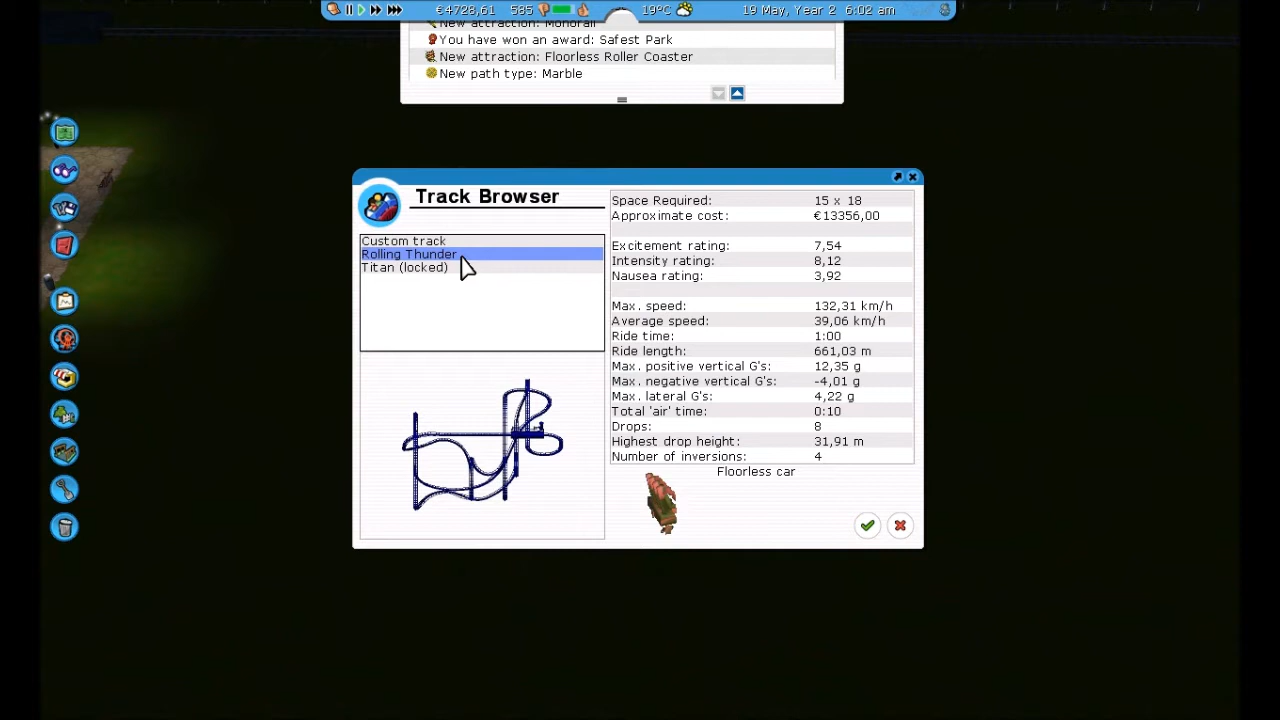 €4728,61 585 19°C 19 May, Year 2 6:02 am
New attraction: Monorail
You have won an award: Safest Park
New attraction: Floorless Roller Coaster
New path type: Marble
Track Browser
Custom track
Rolling Thunder
Titan (locked)
Space Required: 15 x 18
Approximate cost: €13356,00
Excitement rating: 7,54
Intensity rating: 8,12
Nausea rating: 3,92
Max. speed: 132,31 km/h
Average speed: 39,06 km/h
Ride time: 1:00
Ride length: 661,03 m
Max. positive vertical G's: 12,35 g
Max. negative vertical G's: -4,01 g
Max. lateral G's: 4,22 g
Total 'air' time: 0:10
Drops: 8
Highest drop height: 31,91 m
Number of inversions: 4
Floorless car